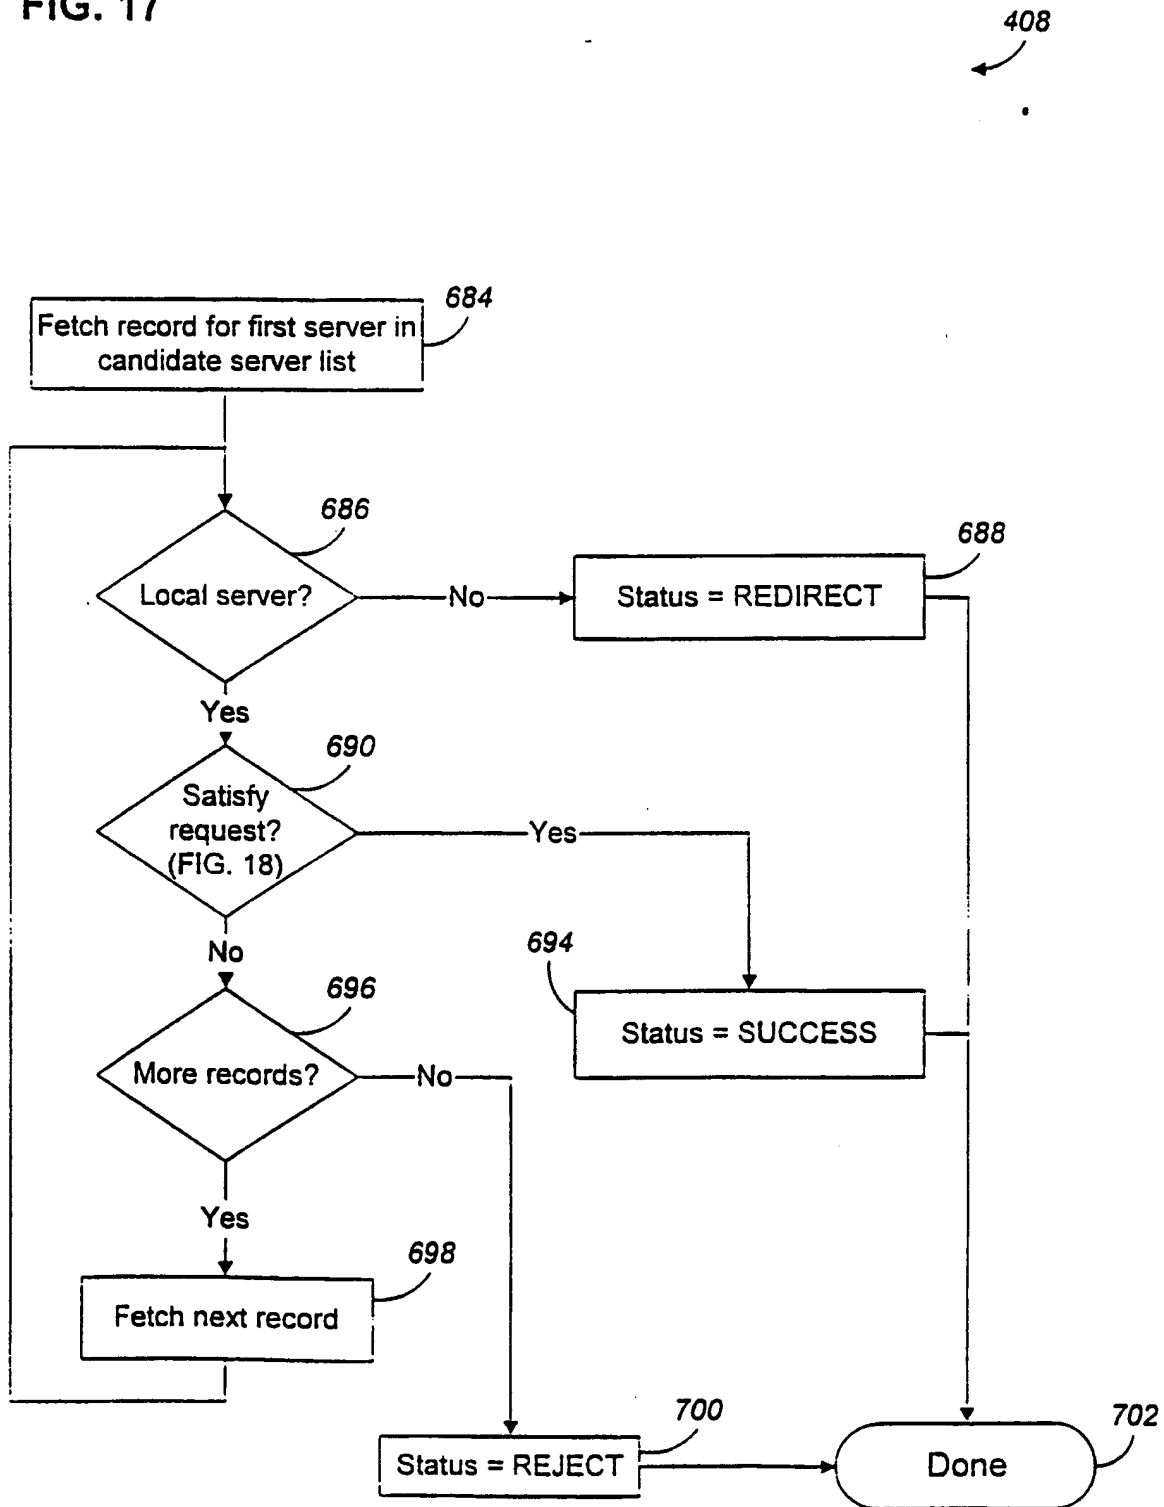 FIG. 17
408
684
Fetch record for first server in
candidate server list
686
Local server?
No
688
Status = REDIRECT
Yes
690
Satisfy
request?
(FIG. 18)
Yes
No
694
Status = SUCCESS
696
More records?
No
Yes
698
Fetch next record
700
Status = REJECT
702
Done